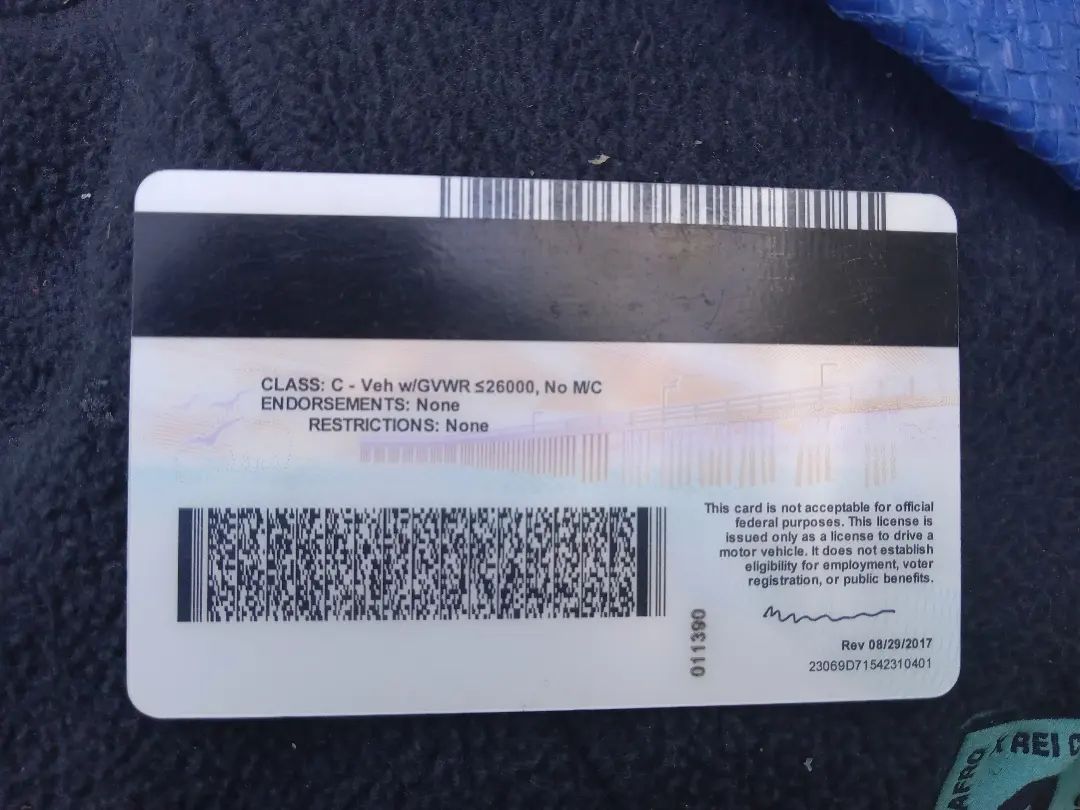 CLASS: C - Veh w/GVWR ≤26000, No M/C
ENDORSEMENTS: None
RESTRICTIONS: None
This card is not acceptable for official
federal purposes. This license is
issued only as a license to drive a
motor vehicle. It does not establish
eligibility for employment, voter
registration, or public benefits.
011390
Rev 08/29/2017
23069D71542310401
AFRO
REI